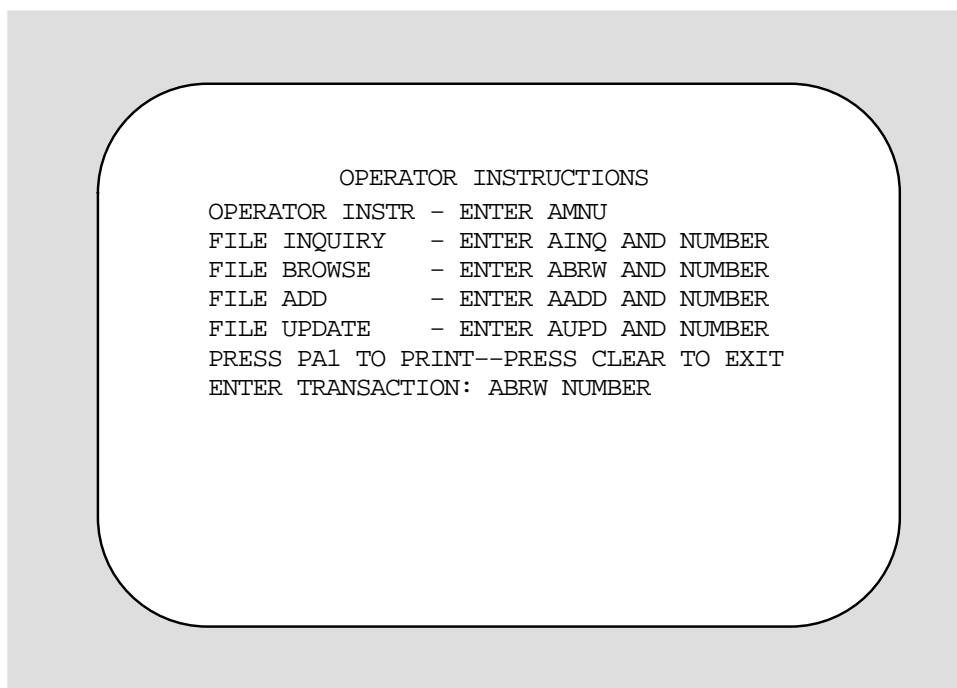 OPERATOR INSTRUCTIONS
OPERATOR INSTR – ENTER AMNU
FILE INQUIRY – ENTER AINQ AND NUMBER
FILE BROWSE – ENTER ABRW AND NUMBER
FILE ADD – ENTER AADD AND NUMBER
FILE UPDATE – ENTER AUPD AND NUMBER
PRESS PA1 TO PRINT––PRESS CLEAR TO EXIT
ENTER TRANSACTION: ABRW NUMBER